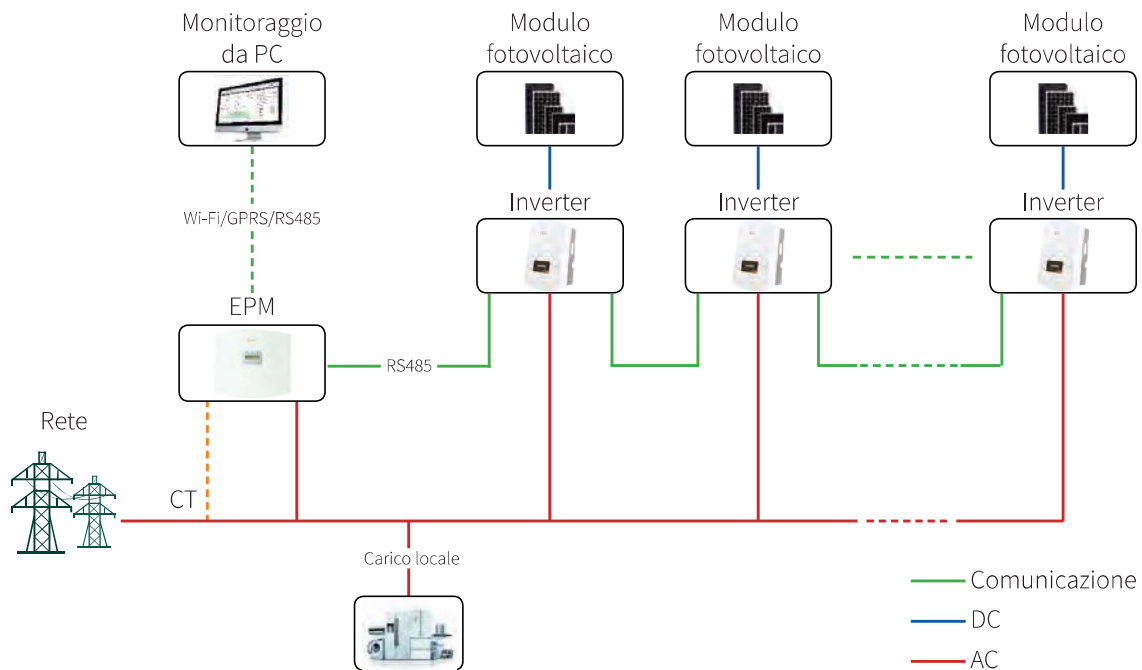 Monitoraggio
da PC
Modulo
fotovoltaico
Modulo
fotovoltaico
Modulo
fotovoltaico
Wi-Fi/GPRS/RS485
Inverter
Inverter
Inverter
EPM
RS485
Rete
CT
Carico locale
Comunicazione
DC
AC